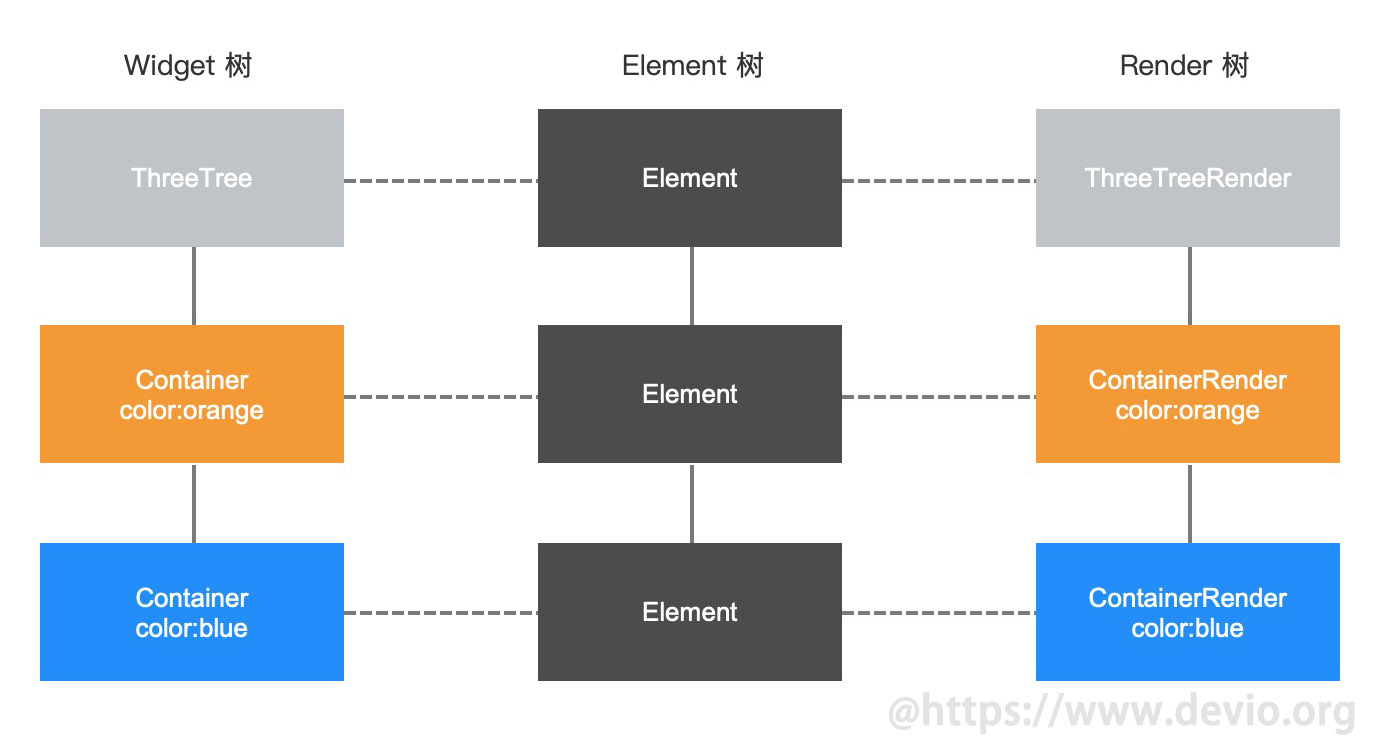 Widget 树
Element 树
Render 树
ThreeTree
Element
ThreeTreeRender
Container
color:orange
Element
ContainerRender
color:orange
Container
color:blue
Element
ContainerRender
color:blue
@https://www.devio.org